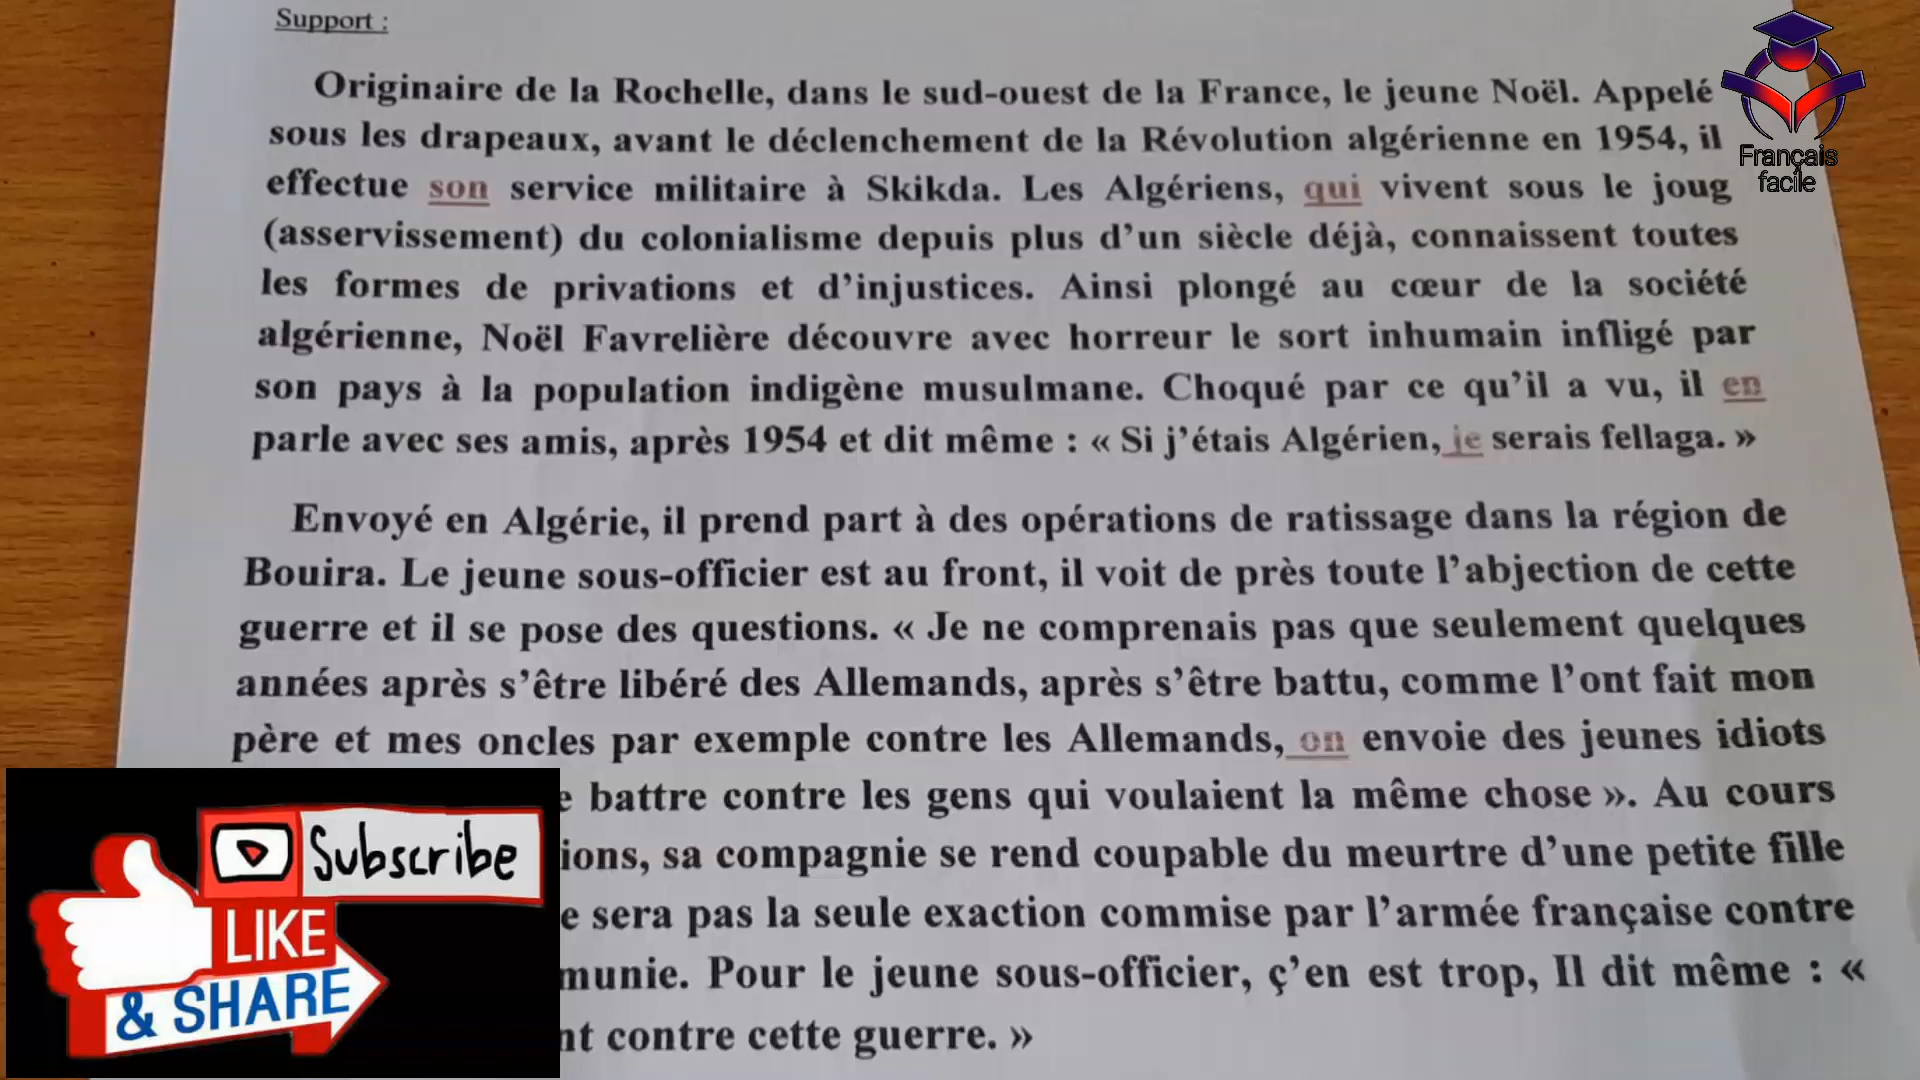 Support :
Originaire de la Rochelle, dans le sud-ouest de la France, le jeune Noël. Appelé
sous les drapeaux, avant le déclenchement de la Révolution algérienne en 1954, il
effectue son service militaire à Skikda. Les Algériens, qui vivent sous le joug
(asservissement) du colonialisme depuis plus d'un siècle déjà, connaissent toutes
les formes de privations et d'injustices. Ainsi plongé au cœur de la société
algérienne, Noël Favrelière découvre avec horreur le sort inhumain infligé par
son pays à la population indigène musulmane. Choqué par ce qu'il a vu, il en
parle avec ses amis, après 1954 et dit même : « Si j'étais Algérien, je serais fellaga. »
Envoyé en Algérie, il prend part à des opérations de ratissage dans la région de
Bouira. Le jeune sous-officier est au front, il voit de près toute l'abjection de cette
guerre et il se pose des questions. « Je ne comprenais pas que seulement quelques
années après s'être libéré des Allemands, après s'être battu, comme l'ont fait mon
père et mes oncles par exemple contre les Allemands, on envoie des jeunes idiots
battre contre les gens qui voulaient la même chose ». Au cours
sa compagnie se rend coupable du meurtre d'une petite fille
sera pas la seule exaction commise par l'armée française contre
Pour le jeune sous-officier, ç'en est trop, Il dit même : «
contre cette guerre. »
Français
facile
Subscribe
LIKE
& SHARE